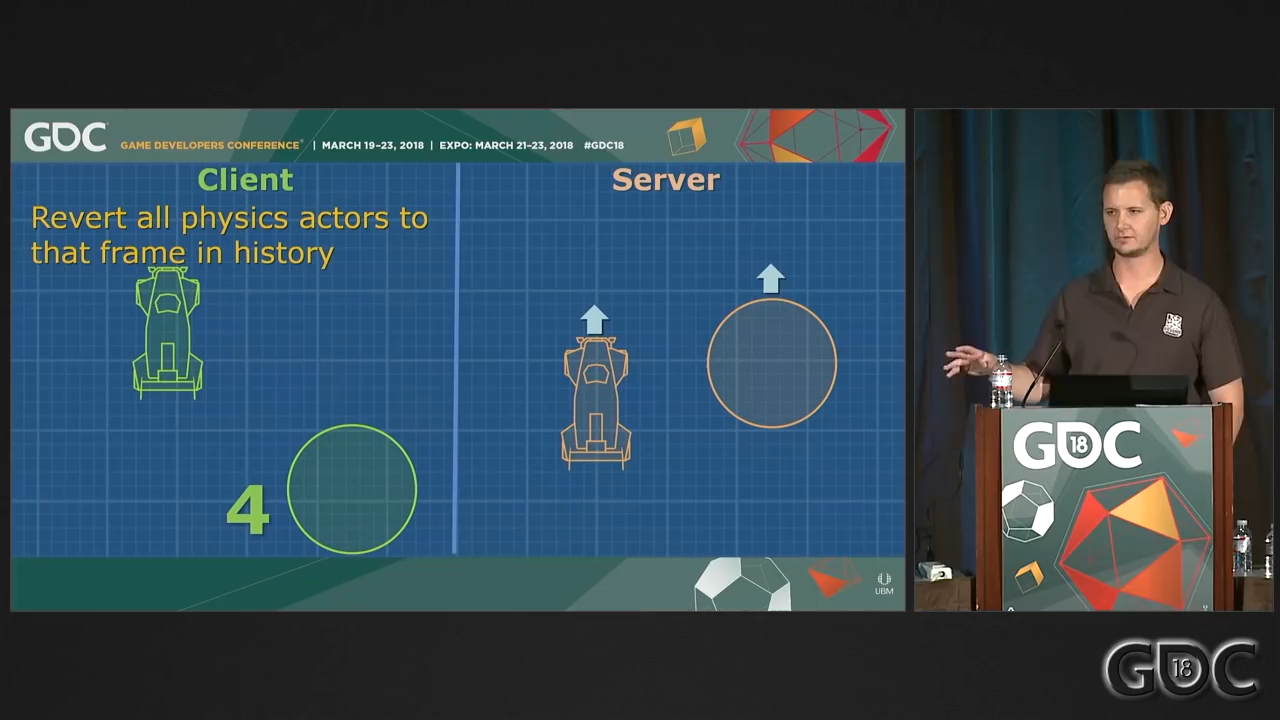 GDC
GAME DEVELOPERS CONFERENCE® | MARCH 19–23, 2018 | EXPO: MARCH 21–23, 2018 #GDC18
Client
Server
Revert all physics actors to
that frame in history
4
UBM
GDC
18
GDC
18